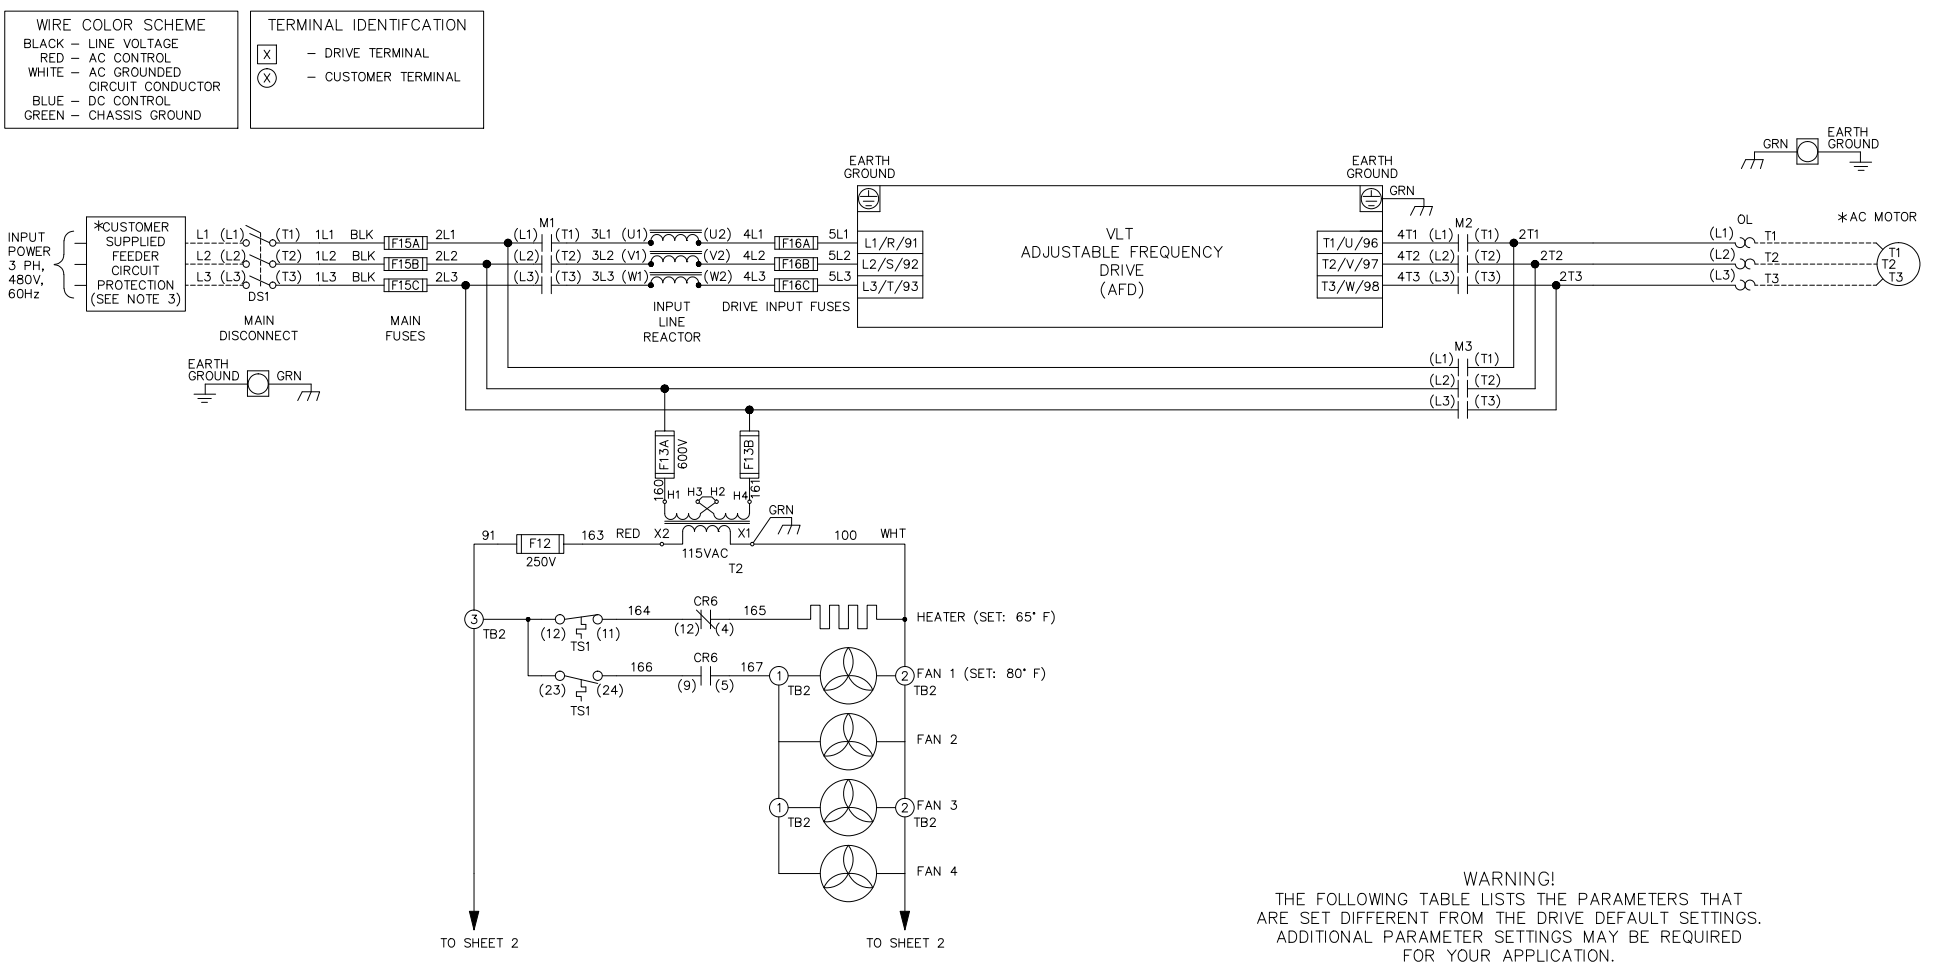 WIRE COLOR SCHEME
BLACK – LINE VOLTAGE
RED – AC CONTROL
WHITE – AC GROUNDED
CIRCUIT CONDUCTOR
BLUE – DC CONTROL
GREEN – CHASSIS GROUND
TERMINAL IDENTIFCATION
X – DRIVE TERMINAL
X – CUSTOMER TERMINAL
INPUT
POWER
3 PH,
480V,
60Hz
*CUSTOMER
SUPPLIED
FEEDER
CIRCUIT
PROTECTION
(SEE NOTE 3)
L1 (L1) (T1) 1L1 BLK F15A 2L1
L2 (L2) (T2) 1L2 BLK F15B 2L2
L3 (L3) (T3) 1L3 BLK F15C 2L3
DS1
MAIN
DISCONNECT
MAIN
FUSES
EARTH
GROUND
GRN
M1
(L1) (T1) 3L1 (U1) (U2) 4L1 F16A 5L1
(L2) (T2) 3L2 (V1) (V2) 4L2 F16B 5L2
(L3) (T3) 3L3 (W1) (W2) 4L3 F16C 5L3
INPUT
LINE
REACTOR
DRIVE INPUT FUSES
EARTH
GROUND
L1/R/91
L2/S/92
L3/T/93
VLT
ADJUSTABLE FREQUENCY
DRIVE
(AFD)
EARTH
GROUND
GRN
T1/U/96
T2/V/97
T3/W/98
M2
4T1 (L1) (T1) 2T1
4T2 (L2) (T2) 2T2
4T3 (L3) (T3) 2T3
M3
(L1) (T1)
(L2) (T2)
(L3) (T3)
GRN
EARTH
GROUND
OL
*AC MOTOR
(L1) T1
(L2) T2
(L3) T3
T1
T2
T3
F13A
600V
F13B
160
161
H1 H3 H2 H4
GRN
91 F12 163 RED X2 X1 100 WHT
250V
115VAC
T2
3
TB2
(12) (11)
TS1
164
CR6
(12) (4)
165
HEATER (SET: 65° F)
(23) (24)
TS1
166
CR6
(9) (5)
167
1
TB2
2
TB2
FAN 1 (SET: 80° F)
FAN 2
1
TB2
2
TB2
FAN 3
FAN 4
TO SHEET 2
TO SHEET 2
WARNING!
THE FOLLOWING TABLE LISTS THE PARAMETERS THAT
ARE SET DIFFERENT FROM THE DRIVE DEFAULT SETTINGS.
ADDITIONAL PARAMETER SETTINGS MAY BE REQUIRED
FOR YOUR APPLICATION.